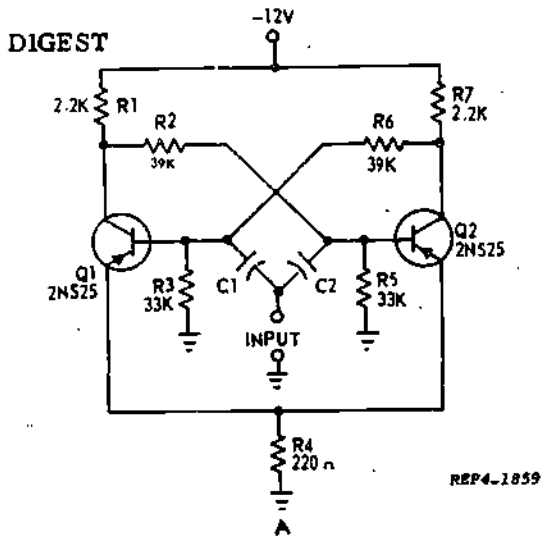 -12V
DIGEST
2.2K R1
R2
39K
R6
39K
R7
2.2K
Q1
2N525
Q2
2N525
R3
33K
C1
C2
R5
33K
INPUT
R4
220 Ω
REP4-1859
A